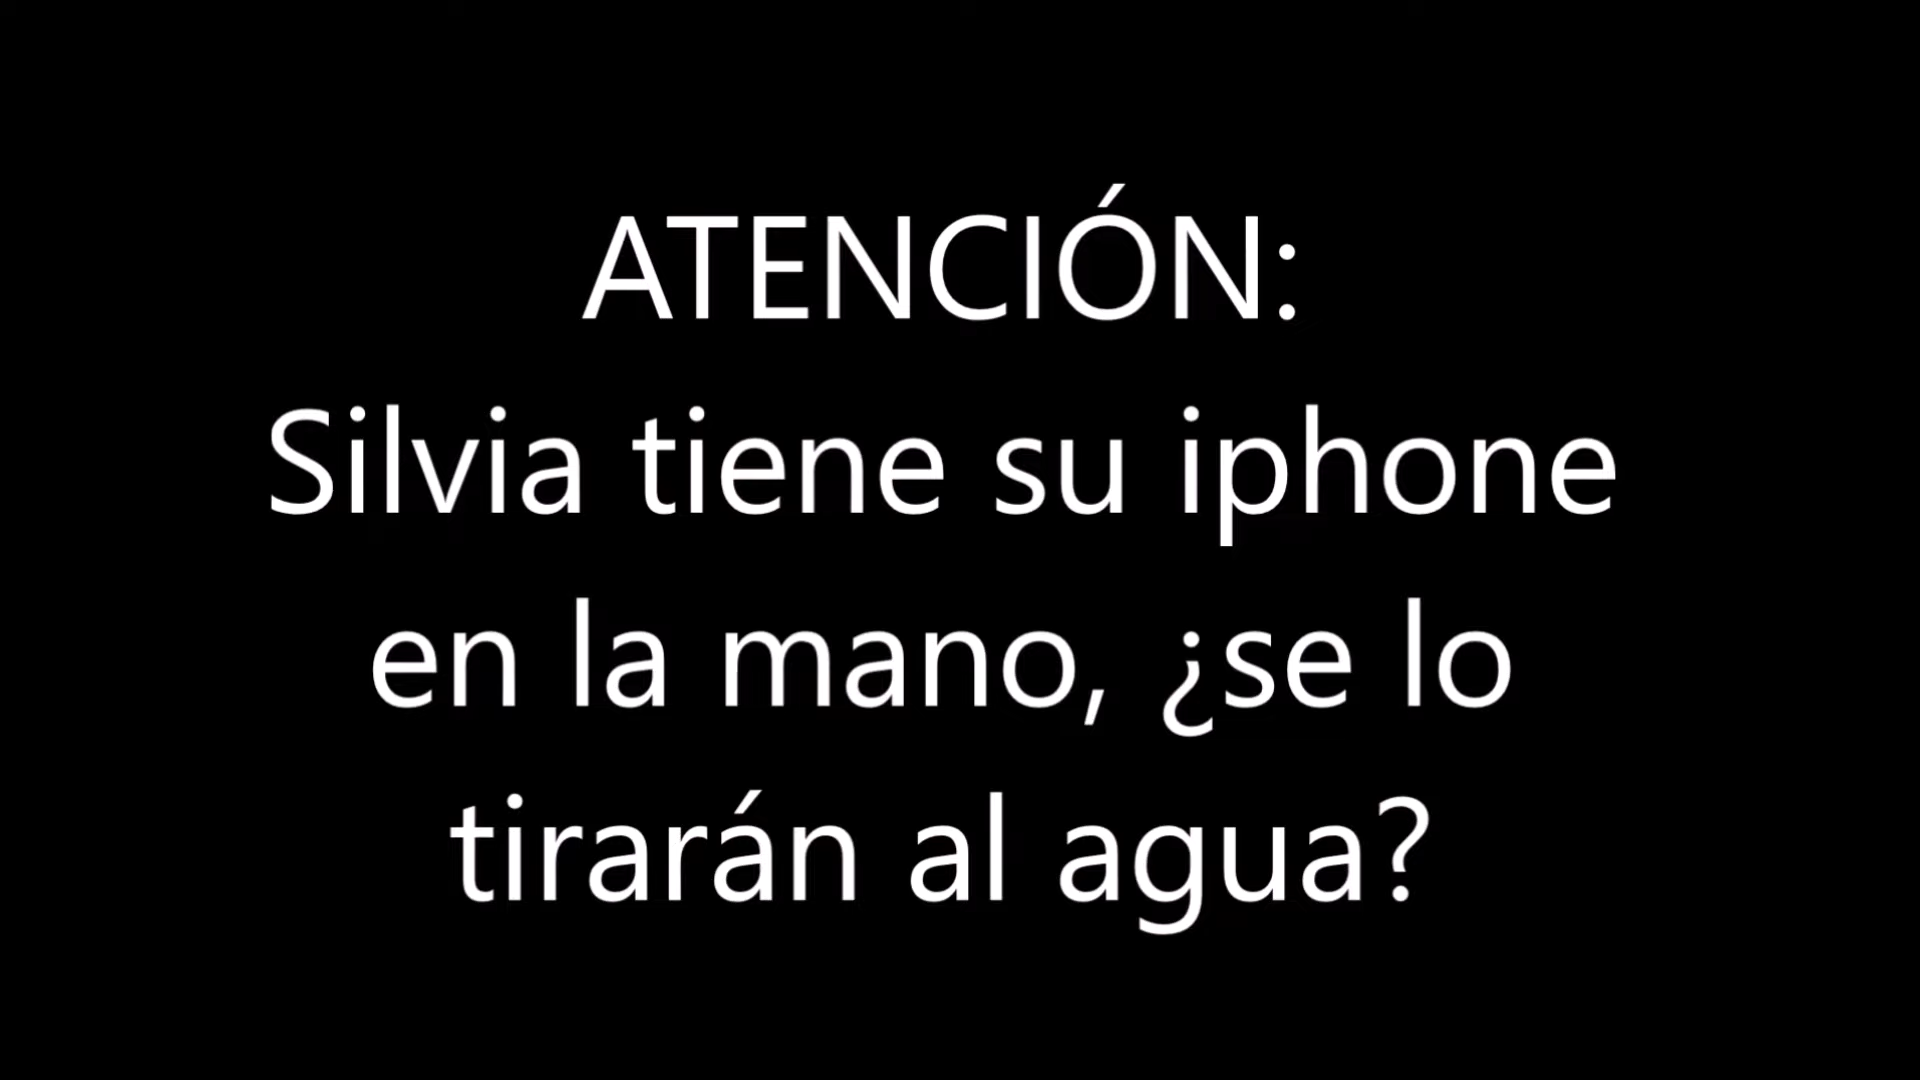 ATENCIÓN:
Silvia tiene su iphone
en la mano, ¿se lo
tirarán al agua?